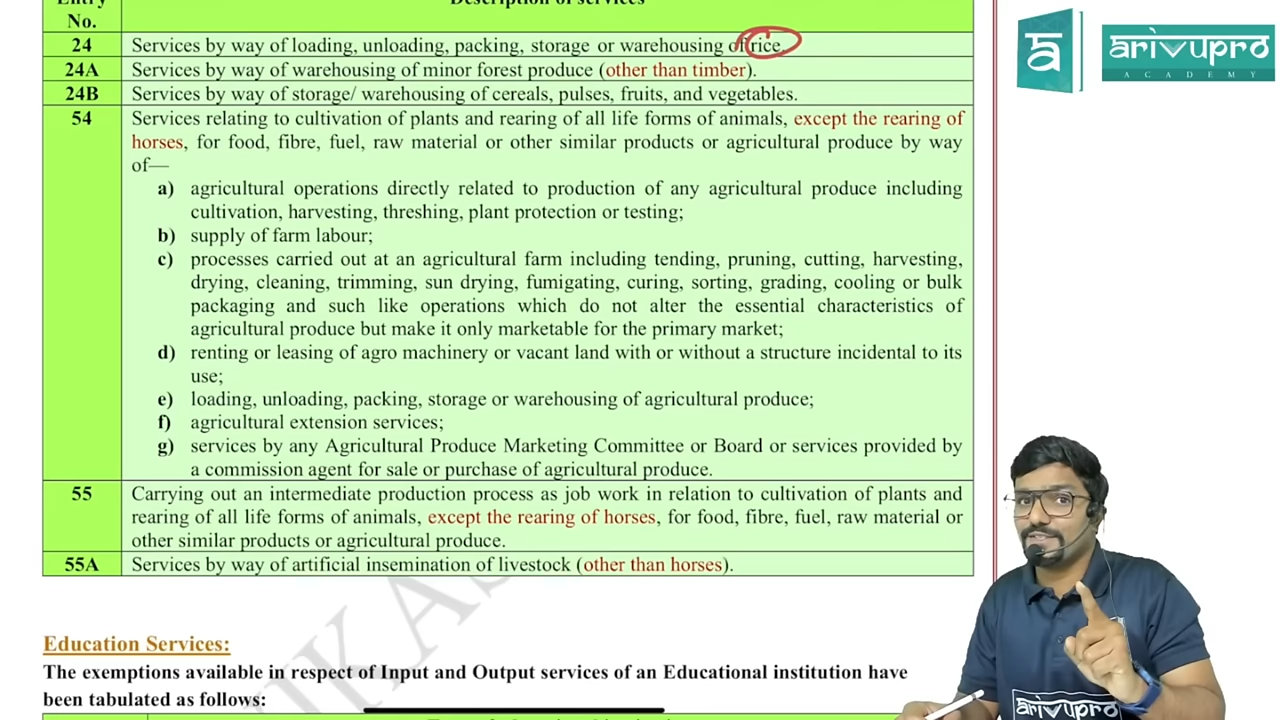 Entry
No.
Description of services
24 Services by way of loading, unloading, packing, storage or warehousing of rice.
24A Services by way of warehousing of minor forest produce (other than timber).
24B Services by way of storage/ warehousing of cereals, pulses, fruits, and vegetables.
54 Services relating to cultivation of plants and rearing of all life forms of animals, except the rearing of
horses, for food, fibre, fuel, raw material or other similar products or agricultural produce by way
of—
a) agricultural operations directly related to production of any agricultural produce including
cultivation, harvesting, threshing, plant protection or testing;
b) supply of farm labour;
c) processes carried out at an agricultural farm including tending, pruning, cutting, harvesting,
drying, cleaning, trimming, sun drying, fumigating, curing, sorting, grading, cooling or bulk
packaging and such like operations which do not alter the essential characteristics of
agricultural produce but make it only marketable for the primary market;
d) renting or leasing of agro machinery or vacant land with or without a structure incidental to its
use;
e) loading, unloading, packing, storage or warehousing of agricultural produce;
f) agricultural extension services;
g) services by any Agricultural Produce Marketing Committee or Board or services provided by
a commission agent for sale or purchase of agricultural produce.
55 Carrying out an intermediate production process as job work in relation to cultivation of plants and
rearing of all life forms of animals, except the rearing of horses, for food, fibre, fuel, raw material or
other similar products or agricultural produce.
55A Services by way of artificial insemination of livestock (other than horses).
Education Services:
The exemptions available in respect of Input and Output services of an Educational institution have
been tabulated as follows:
arivupro
ACADEMY
arivupro